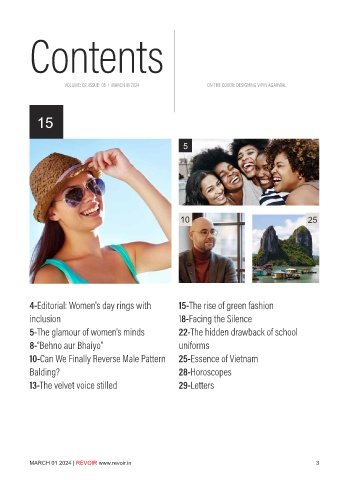 Contents
VOLUME: 02, ISSUE: 05 | MARCH 01 2024
ON THE COVER: DESIGNING VIPIN AGARWAL
15
5
10
25
4-Editorial: Women's day rings with
inclusion
5-The glamour of women's minds
8-"Behno aur Bhaiyo"
10-Can We Finally Reverse Male Pattern
Balding?
13-The velvet voice stilled
15-The rise of green fashion
18-Facing the Silence
22-The hidden drawback of school
uniforms
25-Essence of Vietnam
28-Horoscopes
29-Letters
MARCH 01 2024 | REVOIR www.revoir.in
3